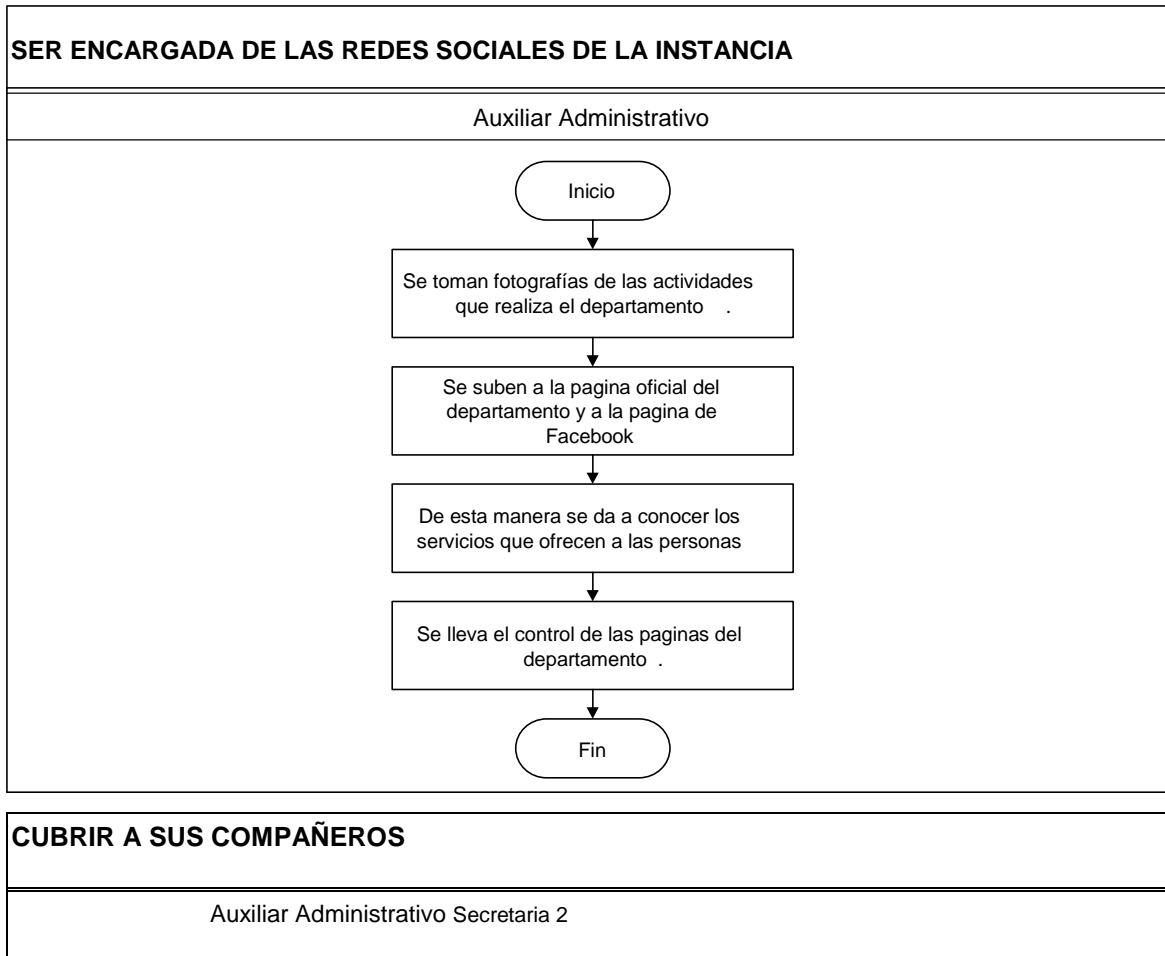 SER ENCARGADA DE LAS REDES SOCIALES DE LA INSTANCIA
Auxiliar Administrativo
Inicio
Se toman fotografías de las actividades
que realiza el departamento .
Se suben a la pagina oficial del
departamento y a la pagina de
Facebook
De esta manera se da a conocer los
servicios que ofrecen a las personas
Se lleva el control de las paginas del
departamento .
Fin
CUBRIR A SUS COMPAÑEROS
Auxiliar Administrativo Secretaria 2